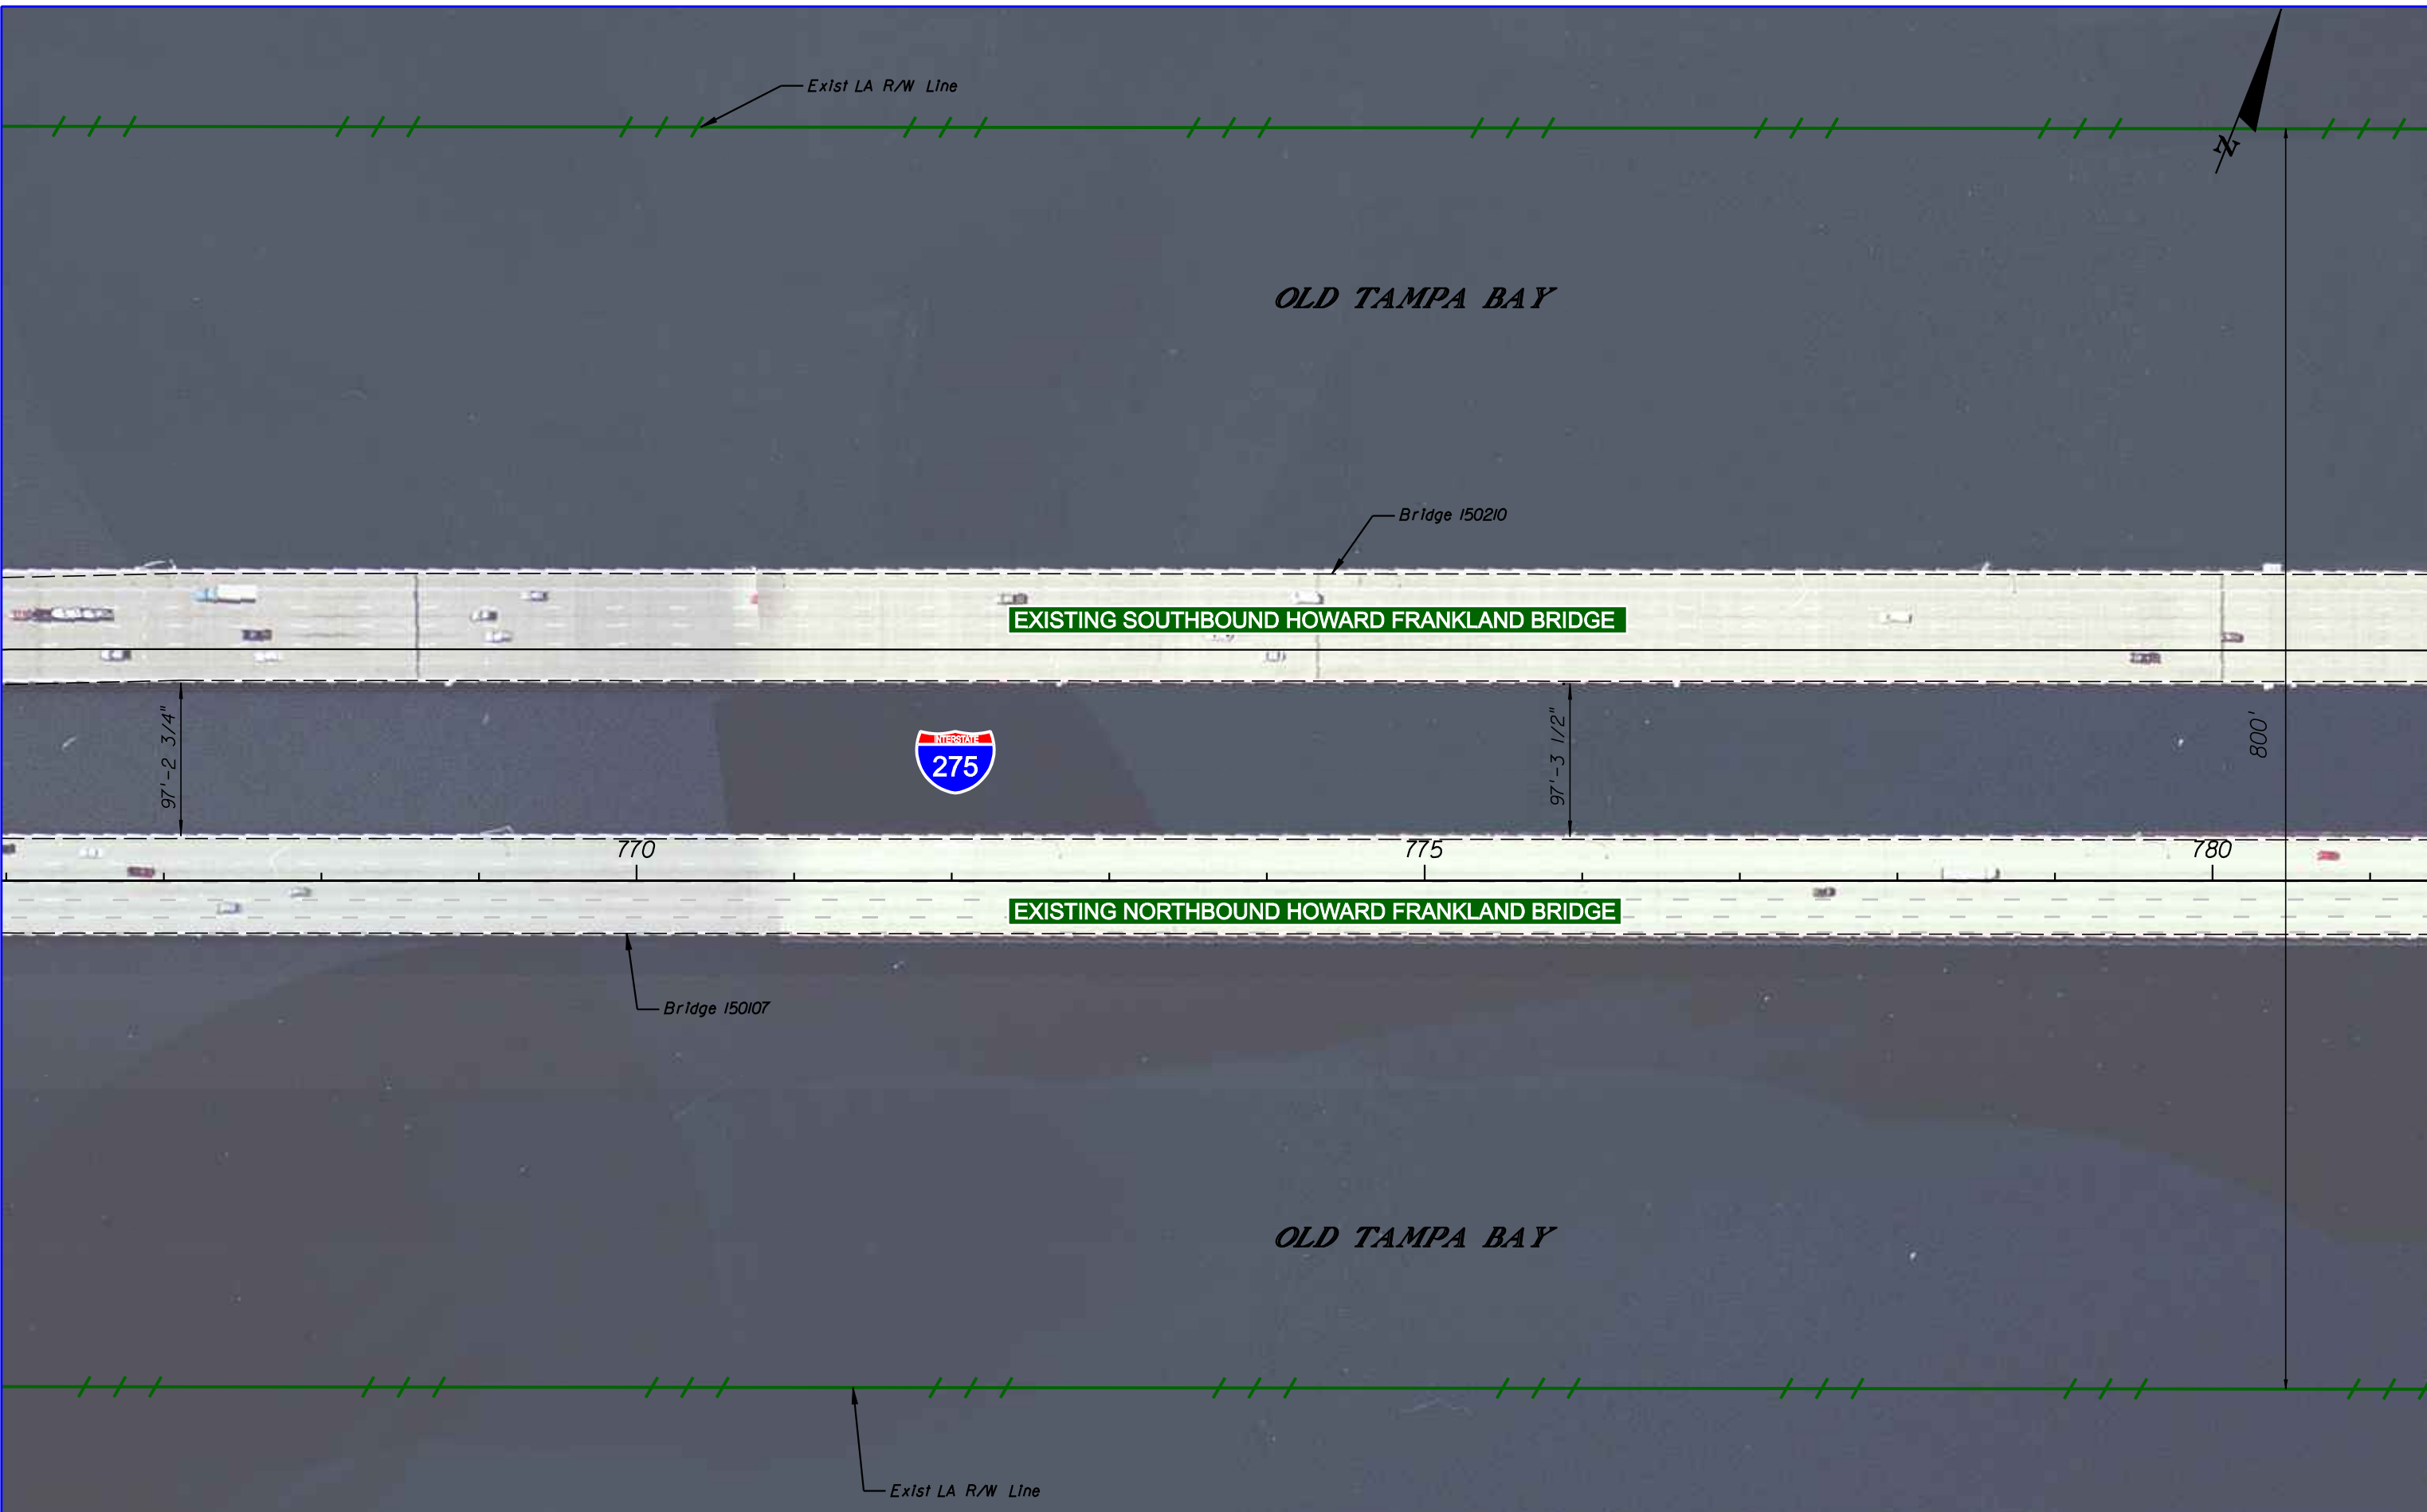 Exist LA R/W Line
N
OLD TAMPA BAY
Bridge 150210
EXISTING SOUTHBOUND HOWARD FRANKLAND BRIDGE
97'-2 3/4"
INTERSTATE
275
97'-3 1/2"
800'
770
775
780
EXISTING NORTHBOUND HOWARD FRANKLAND BRIDGE
Bridge 150107
OLD TAMPA BAY
Exist LA R/W Line